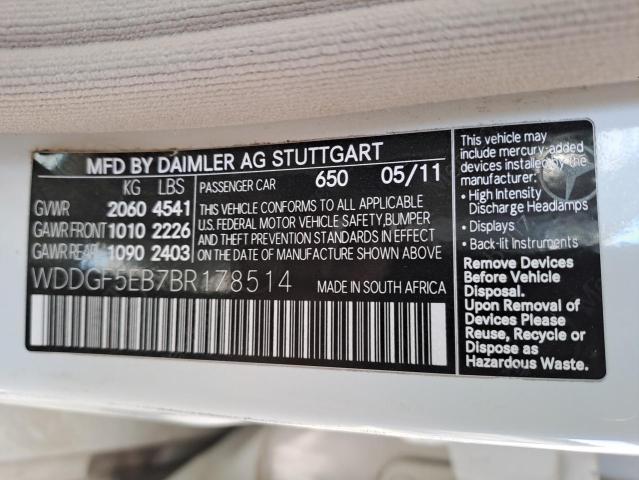 MFD BY DAIMLER AG STUTTGART
KG LBS PASSENGER CAR 650 05/11
GVWR 2060 4541
GAWR FRONT 1010 2226
GAWR REAR 1090 2403
THIS VEHICLE CONFORMS TO ALL APPLICABLE
U.S. FEDERAL MOTOR VEHICLE SAFETY, BUMPER
AND THEFT PREVENTION STANDARDS IN EFFECT
ON THE DATE OF MANUFACTURE SHOWN ABOVE.
WDDGF5EB7BR178514 MADE IN SOUTH AFRICA
This vehicle may
include mercury-added
devices installed by the
manufacturer:
• High Intensity
Discharge Headlamps
• Displays
• Back-lit Instruments
Remove Devices
Before Vehicle
Disposal.
Upon Removal of
Devices Please
Reuse, Recycle or
Dispose as
Hazardous Waste.